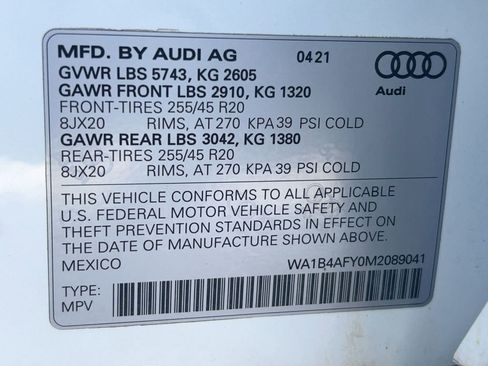 MFD. BY AUDI AG 0421
GVWR LBS 5743, KG 2605
GAWR FRONT LBS 2910, KG 1320
Audi
FRONT-TIRES 255/45 R20
8JX20 RIMS, AT 270 KPA 39 PSI COLD
GAWR REAR LBS 3042, KG 1380
REAR-TIRES 255/45 R20
8JX20 RIMS, AT 270 KPA 39 PSI COLD
THIS VEHICLE CONFORMS TO ALL APPLICABLE
U.S. FEDERAL MOTOR VEHICLE SAFETY AND
THEFT PREVENTION STANDARDS IN EFFECT ON
THE DATE OF MANUFACTURE SHOWN ABOVE.
MEXICO WA1B4AFY0M2089041
TYPE:
MPV